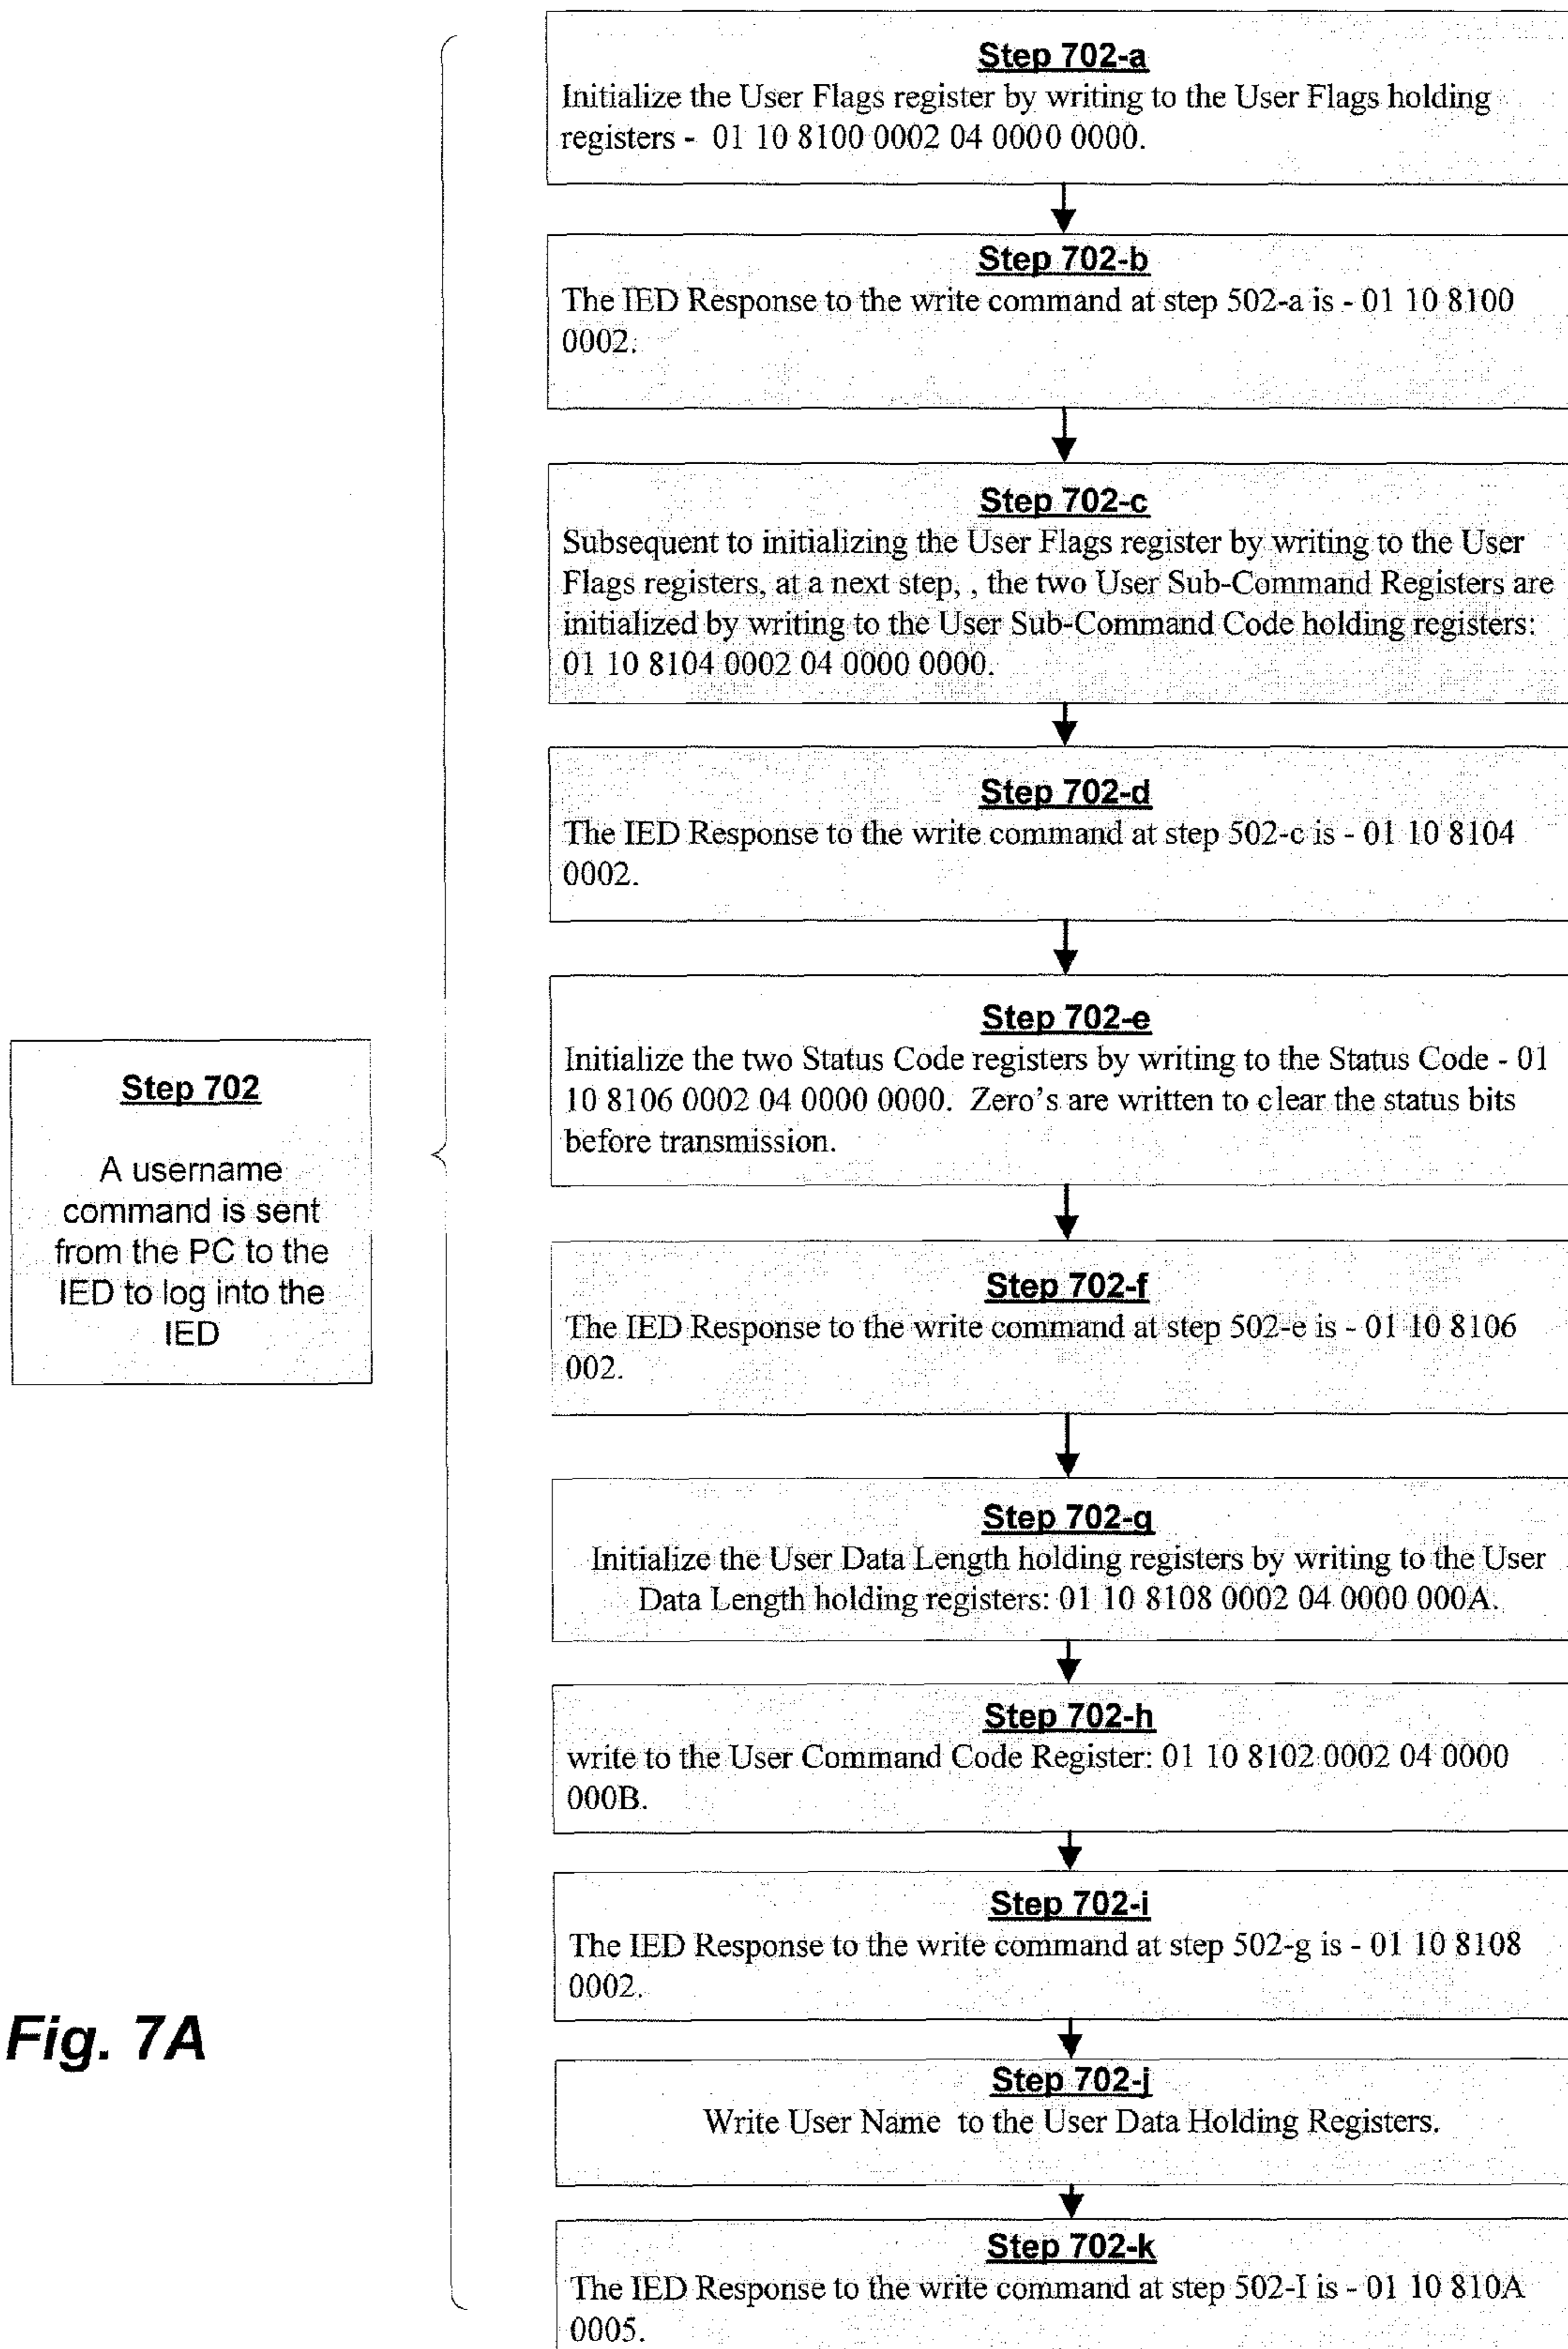 Step 702-a
Initialize the User Flags register by writing to the User Flags holding
registers - 01 10 8100 0002 04 0000 0000.
Step 702-b
The IED Response to the write command at step 502-a is - 01 10 8100
0002.
Step 702-c
Subsequent to initializing the User Flags register by writing to the User
Flags registers, at a next step, , the two User Sub-Command Registers are
initialized by writing to the User Sub-Command Code holding registers:
01 10 8104 0002 04 0000 0000.
Step 702-d
The IED Response to the write command at step 502-c is - 01 10 8104
0002.
Step 702-e
Initialize the two Status Code registers by writing to the Status Code - 01
10 8106 0002 04 0000 0000. Zero's are written to clear the status bits
before transmission.
Step 702
A username
command is sent
from the PC to the
IED to log into the
IED
Step 702-f
The IED Response to the write command at step 502-e is - 01 10 8106
002.
Step 702-g
Initialize the User Data Length holding registers by writing to the User
Data Length holding registers: 01 10 8108 0002 04 0000 000A.
Step 702-h
write to the User Command Code Register: 01 10 8102 0002 04 0000
000B.
Step 702-i
The IED Response to the write command at step 502-g is - 01 10 8108
0002.
Fig. 7A
Step 702-j
Write User Name to the User Data Holding Registers.
Step 702-k
The IED Response to the write command at step 502-I is - 01 10 810A
0005.